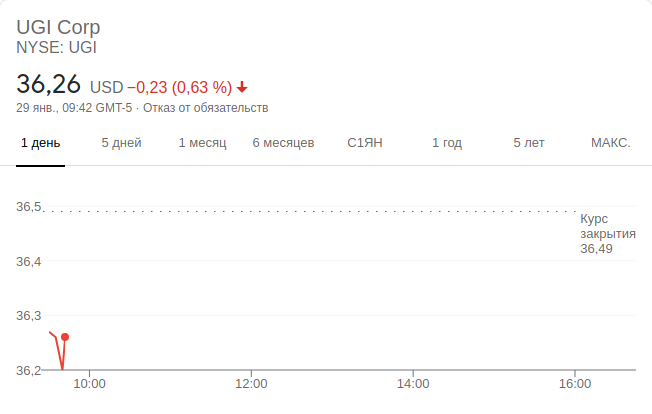 UGI Corp
NYSE: UGI
36,26 USD −0,23 (0,63 %)
29 янв., 09:42 GMT-5 · Отказ от обязательств
1 день 5 дней 1 месяц 6 месяцев С1ЯН 1 год 5 лет МАКС.
36,5
Курс
закрытия
36,49
36,4
36,3
36,2
10:00 12:00 14:00 16:00